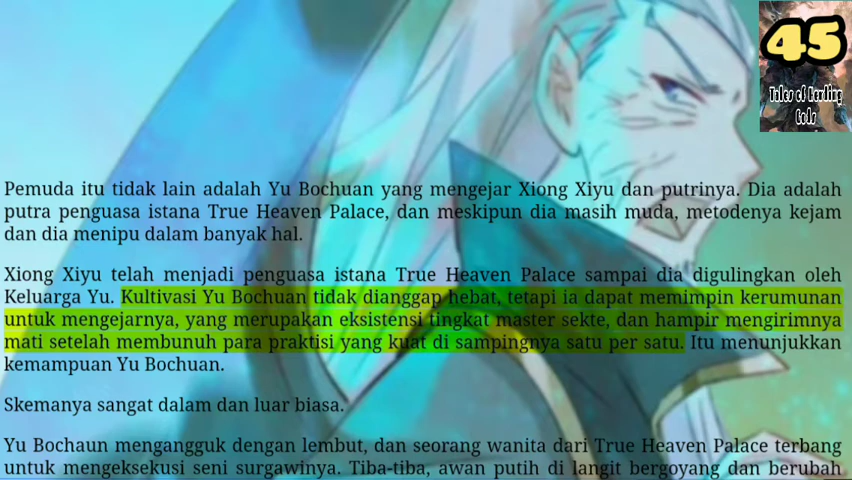 45
Tales of Herding
Gods
Pemuda itu tidak lain adalah Yu Bochuan yang mengejar Xiong Xiyu dan putrinya. Dia adalah
putra penguasa istana True Heaven Palace, dan meskipun dia masih muda, metodenya kejam
dan dia menipu dalam banyak hal.
Xiong Xiyu telah menjadi penguasa istana True Heaven Palace sampai dia digulingkan oleh
Keluarga Yu. Kultivasi Yu Bochuan tidak dianggap hebat, tetapi ia dapat memimpin kerumunan
untuk mengejarnya, yang merupakan eksistensi tingkat master sekte, dan hampir mengirimnya
mati setelah membunuh para praktisi yang kuat di sampingnya satu per satu. Itu menunjukkan
kemampuan Yu Bochuan.
Skemanya sangat dalam dan luar biasa.
Yu Bochaun mengangguk dengan lembut, dan seorang wanita dari True Heaven Palace terbang
untuk mengeksekusi seni surgawinya. Tiba-tiba, awan putih di langit bergoyang dan berubah